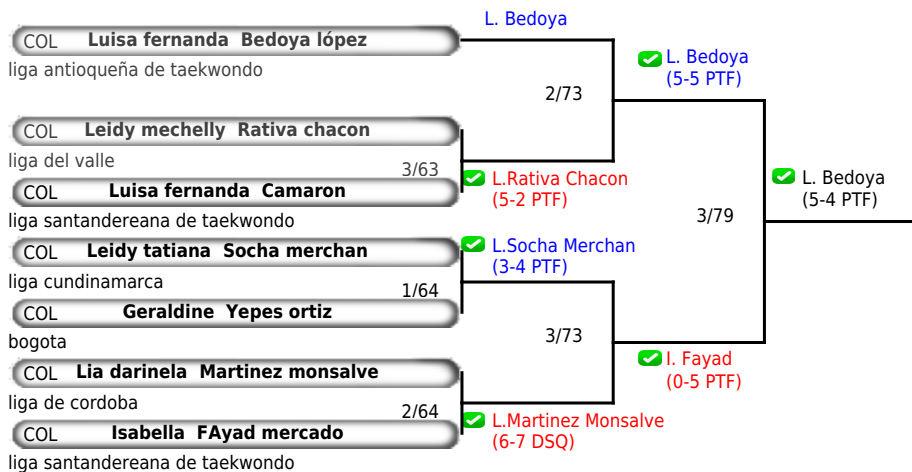 L. Bedoya
COL Luisa fernanda Bedoya lópez
liga antioqueña de taekwondo
L. Bedoya
(5-5 PTF)
2/73
COL Leidy mechelly Rativa chacon
liga del valle
3/63
L.Rativa Chacon
(5-2 PTF)
COL Luisa fernanda Camaron
liga santandereana de taekwondo
L. Bedoya
(5-4 PTF)
3/79
COL Leidy tatiana Socha merchan
liga cundinamarca
L.Socha Merchan
(3-4 PTF)
1/64
COL Geraldine Yepes ortiz
bogota
3/73
I. Fayad
(0-5 PTF)
COL Lia darinela Martinez monsalve
liga de cordoba
2/64
L.Martinez Monsalve
(6-7 DSQ)
COL Isabella FAyad mercado
liga santandereana de taekwondo